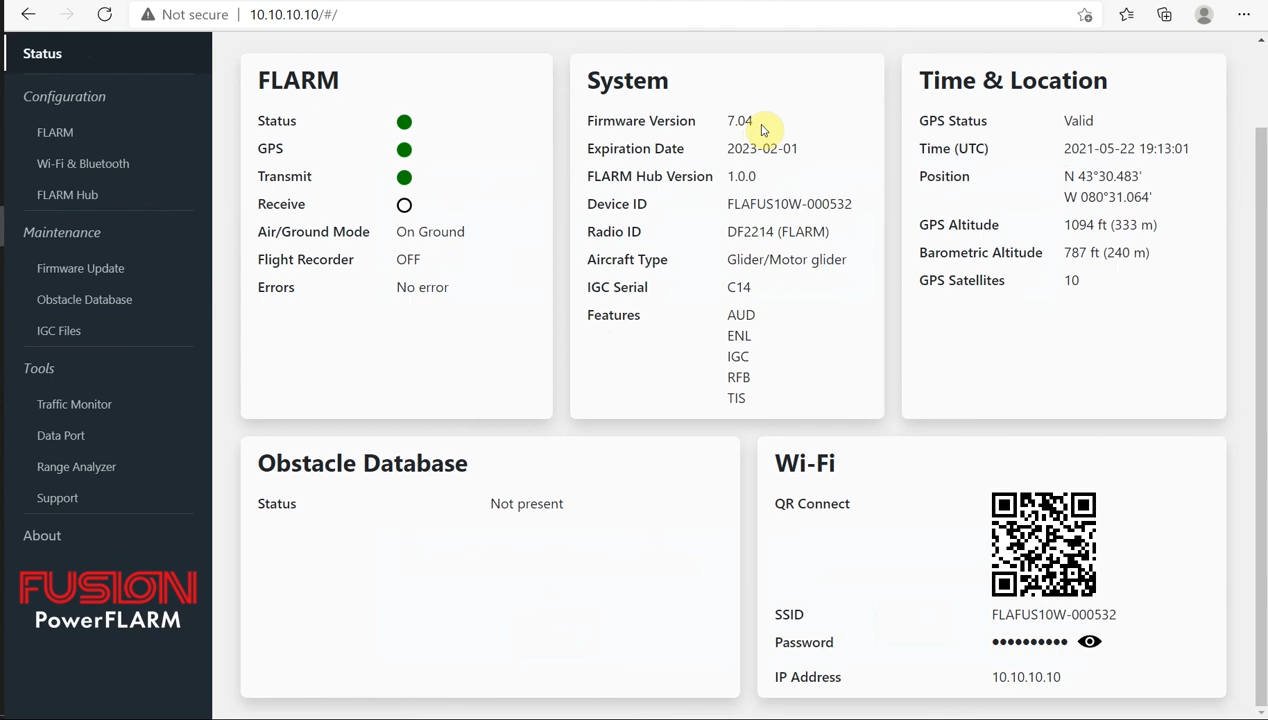 Not secure | 10.10.10.10/#/
Status
Configuration
FLARM
Wi-Fi & Bluetooth
FLARM Hub
Maintenance
Firmware Update
Obstacle Database
IGC Files
Tools
Traffic Monitor
Data Port
Range Analyzer
Support
About
FUSION
PowerFLARM
FLARM
Status
GPS
Transmit
Receive
Air/Ground Mode On Ground
Flight Recorder OFF
Errors No error
System
Firmware Version 7.04
Expiration Date 2023-02-01
FLARM Hub Version 1.0.0
Device ID FLAFUS10W-000532
Radio ID DF2214 (FLARM)
Aircraft Type Glider/Motor glider
IGC Serial C14
Features AUD
ENL
IGC
RFB
TIS
Time & Location
GPS Status Valid
Time (UTC) 2021-05-22 19:13:01
Position N 43°30.483'
W 080°31.064'
GPS Altitude 1094 ft (333 m)
Barometric Altitude 787 ft (240 m)
GPS Satellites 10
Obstacle Database
Status Not present
Wi-Fi
QR Connect
SSID FLAFUS10W-000532
Password ••••••••••
IP Address 10.10.10.10